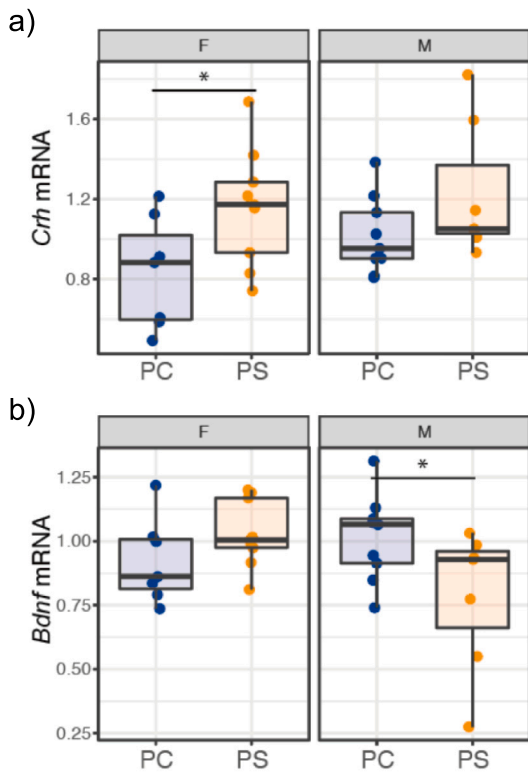 a)
F M
*
Crh mRNA
1.6
1.2
0.8
PC PS PC PS
b)
F M
*
Bdnf mRNA
1.25
1.00
0.75
0.50
0.25
PC PS PC PS